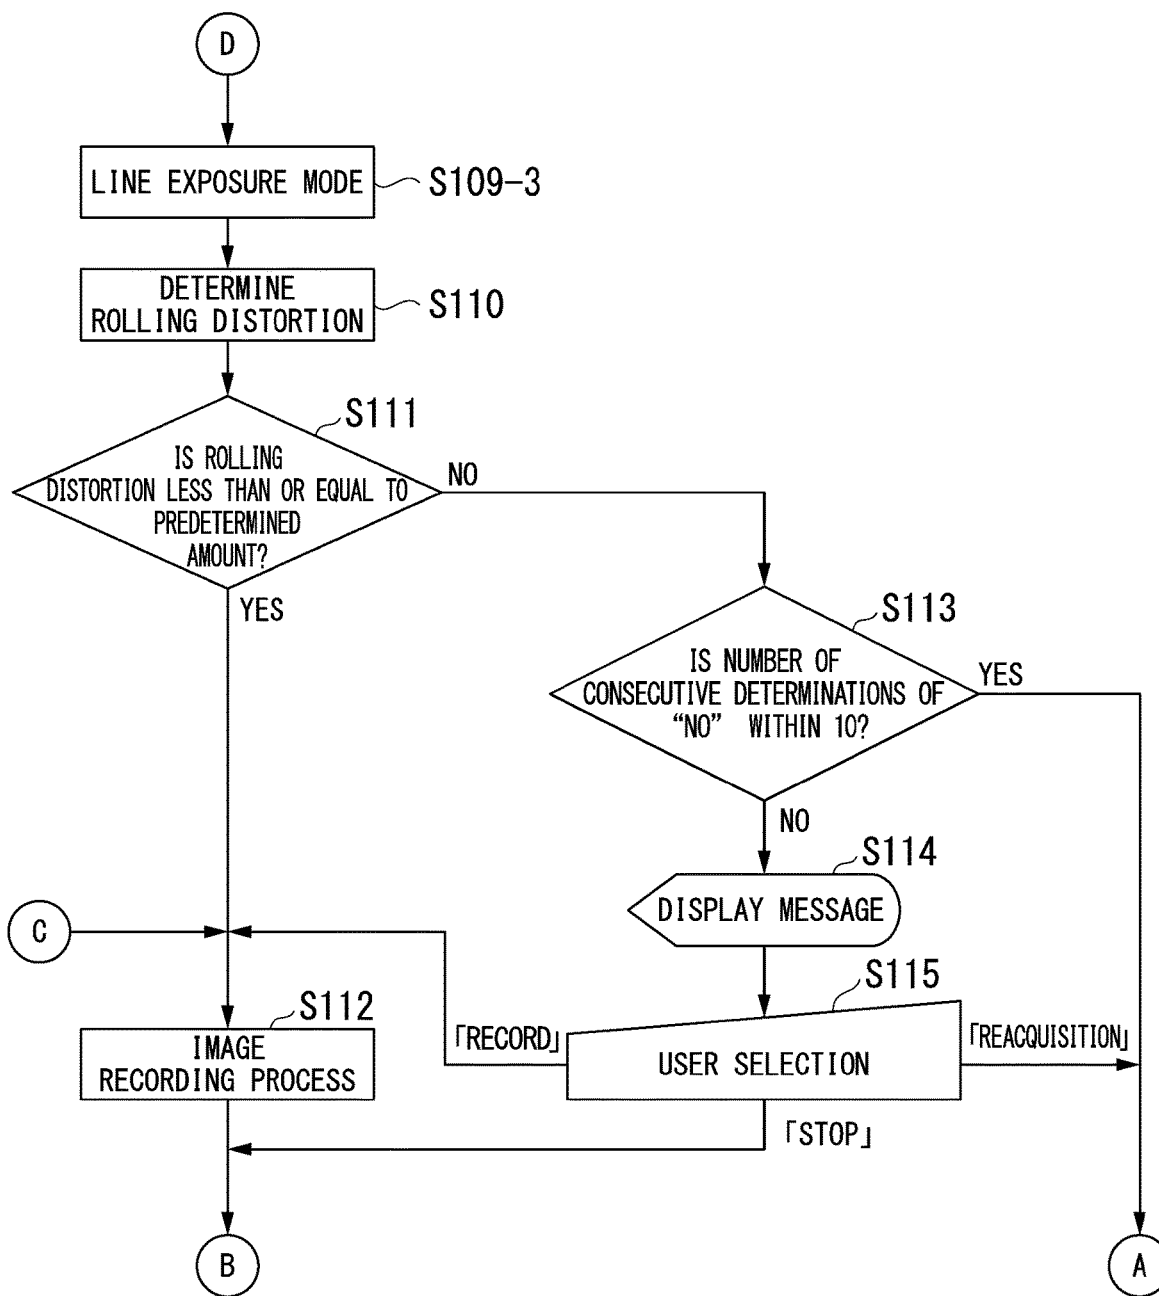 D
LINE EXPOSURE MODE
S109-3
DETERMINE
ROLLING DISTORTION
S110
S111
IS ROLLING
DISTORTION LESS THAN OR EQUAL TO
PREDETERMINED
AMOUNT?
NO
YES
S113
IS NUMBER OF
CONSECUTIVE DETERMINATIONS OF
“NO” WITHIN 10?
YES
NO
S114
DISPLAY MESSAGE
C
S115
USER SELECTION
「RECORD」
「REACQUISITION」
「STOP」
S112
IMAGE
RECORDING PROCESS
B
A